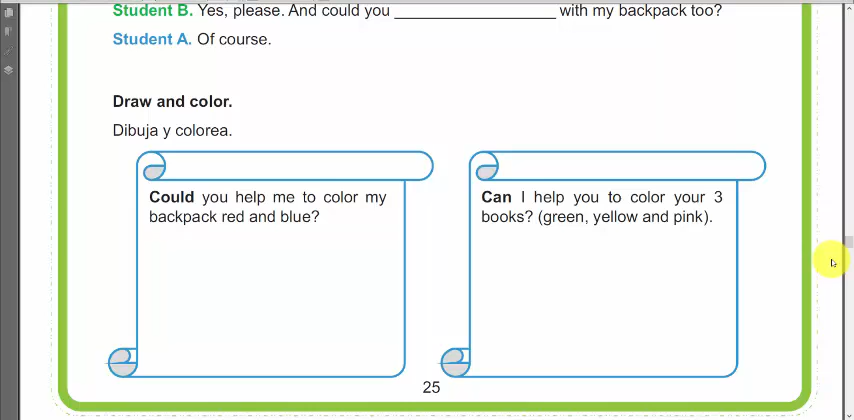 Student B. Yes, please. And could you ____________________ with my backpack too?
Student A. Of course.
Draw and color.
Dibuja y colorea.
Could you help me to color my
backpack red and blue?
Can I help you to color your 3
books? (green, yellow and pink).
25